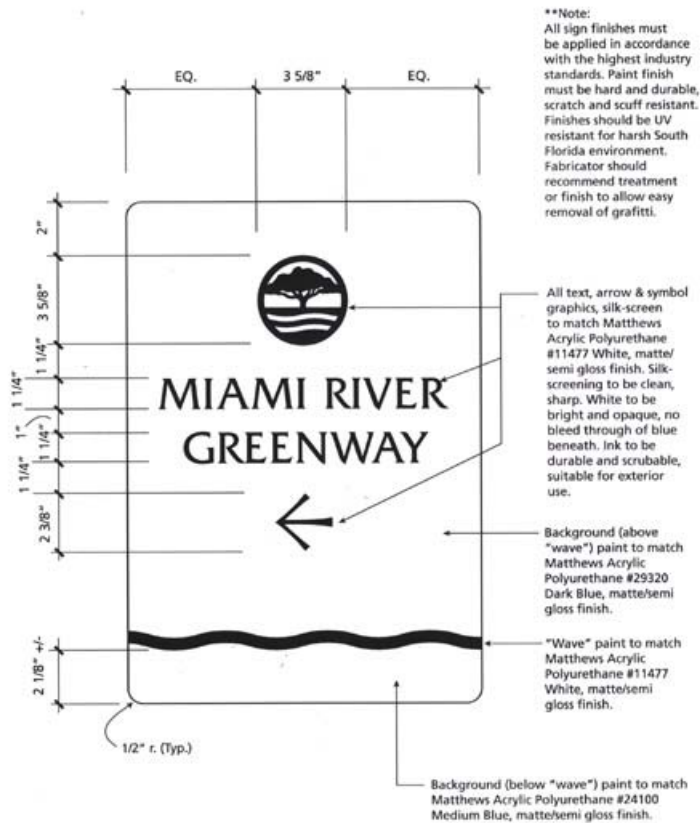 **Note:
All sign finishes must
be applied in accordance
with the highest industry
standards. Paint finish
must be hard and durable,
scratch and scuff resistant.
Finishes should be UV
resistant for harsh South
Florida environment.
Fabricator should
recommend treatment
or finish to allow easy
removal of grafitti.
EQ.
3 5/8"
EQ.
2"
3 5/8"
1 1/4"
1 1/4"
1"
1 1/4"
1 1/4"
2 3/8"
2 1/8" +/-
MIAMI RIVER
GREENWAY
All text, arrow & symbol
graphics, silk-screen
to match Matthews
Acrylic Polyurethane
#11477 White, matte/
semi gloss finish. Silk-
screening to be clean,
sharp. White to be
bright and opaque, no
bleed through of blue
beneath. Ink to be
durable and scrubable,
suitable for exterior
use.
Background (above
"wave") paint to match
Matthews Acrylic
Polyurethane #29320
Dark Blue, matte/semi
gloss finish.
"Wave" paint to match
Matthews Acrylic
Polyurethane #11477
White, matte/semi
gloss finish.
1/2" r. (Typ.)
Background (below "wave") paint to match
Matthews Acrylic Polyurethane #24100
Medium Blue, matte/semi gloss finish.